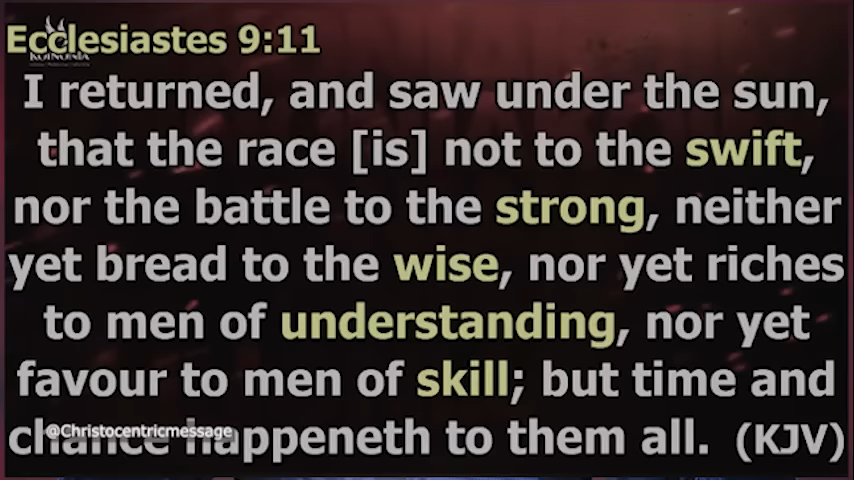 Ecclesiastes 9:11
KOINONIA
I returned, and saw under the sun,
that the race [is] not to the swift,
nor the battle to the strong, neither
yet bread to the wise, nor yet riches
to men of understanding, nor yet
favour to men of skill; but time and
chance happeneth to them all. (KJV)
@Christocentricmessage